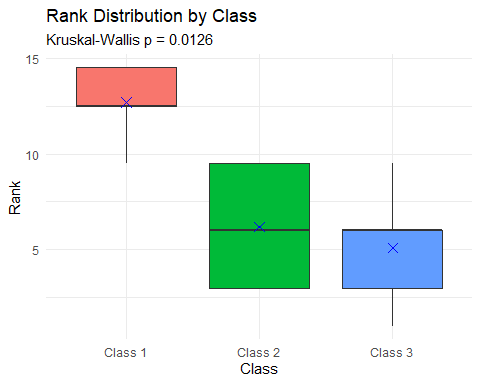 Rank Distribution by Class
Kruskal-Wallis p = 0.0126
15
10
5
Rank
Class 1
Class 2
Class 3
Class